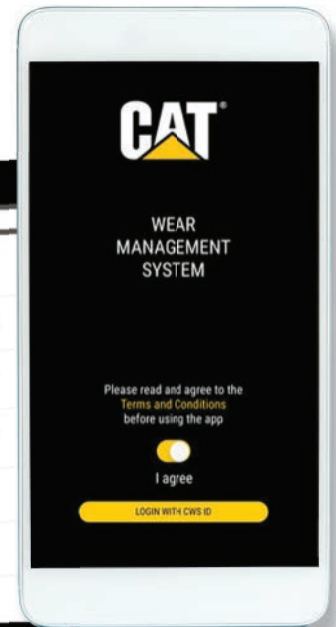 CAT®
WEAR
MANAGEMENT
SYSTEM
Please read and agree to the
Terms and Conditions
before using the app
I agree
LOGIN WITH CWS ID